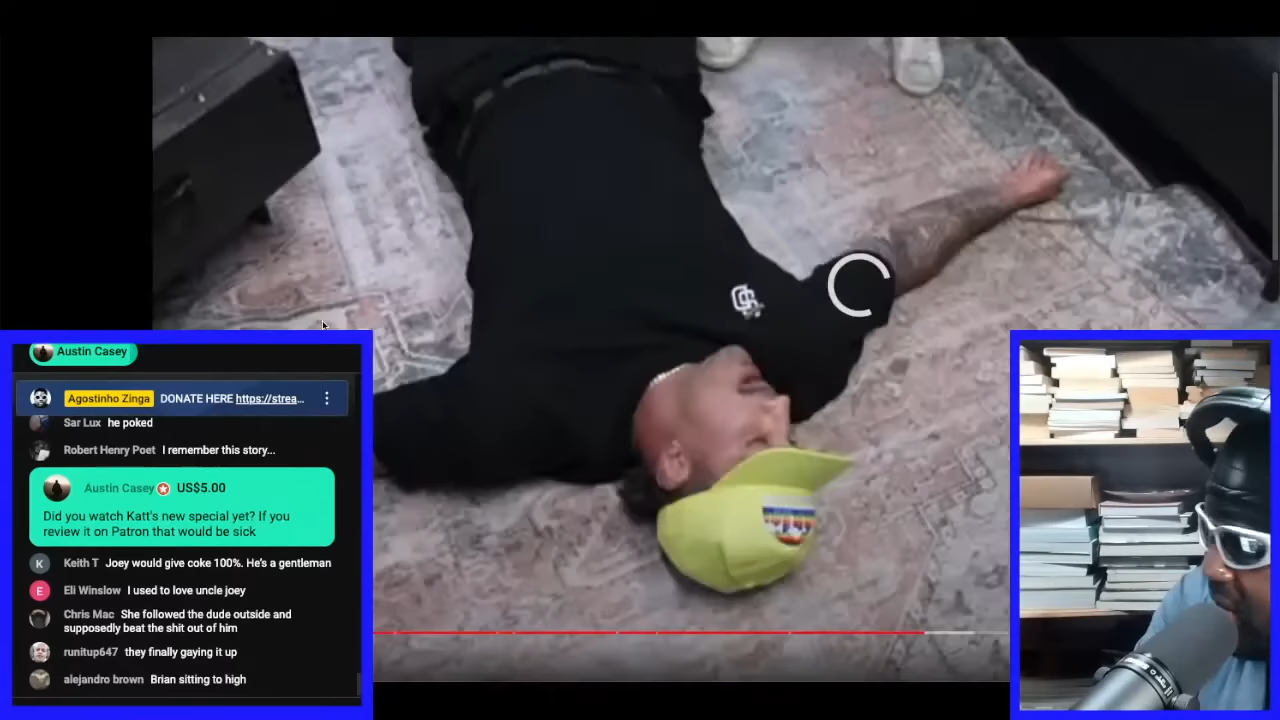 Austin Casey
Agostinho Zinga DONATE HERE https://strea...
Sar Lux he poked
Robert Henry Poet I remember this story...
Austin Casey US$5.00
Did you watch Katt's new special yet? If you
review it on Patron that would be sick
K Keith T Joey would give coke 100%. He's a gentleman
Eli Winslow I used to love uncle joey
Chris Mac She followed the dude outside and
supposedly beat the shit out of him
runitup647 they finally gaying it up
alejandro brown Brian sitting to high